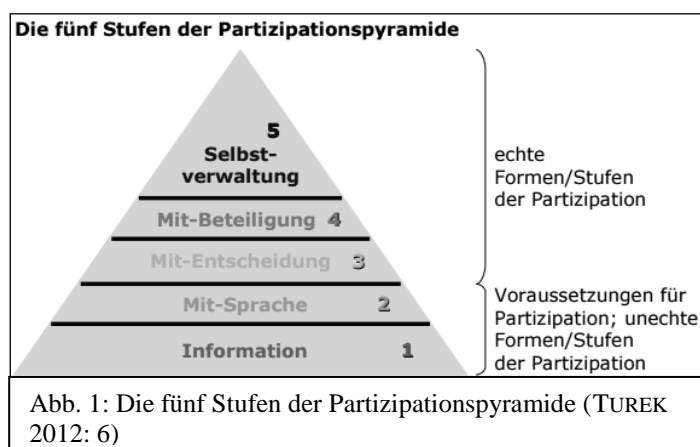 Die fünf Stufen der Partizipationspyramide
5
Selbst-
verwaltung
Mit-Beteiligung 4
Mit-Entscheidung 3
Mit-Sprache 2
Information 1
echte
Formen/Stufen
der Partizipation
Voraussetzungen für
Partizipation; unechte
Formen/Stufen
der Partizipation
Abb. 1: Die fünf Stufen der Partizipationspyramide (TUREK
2012: 6)